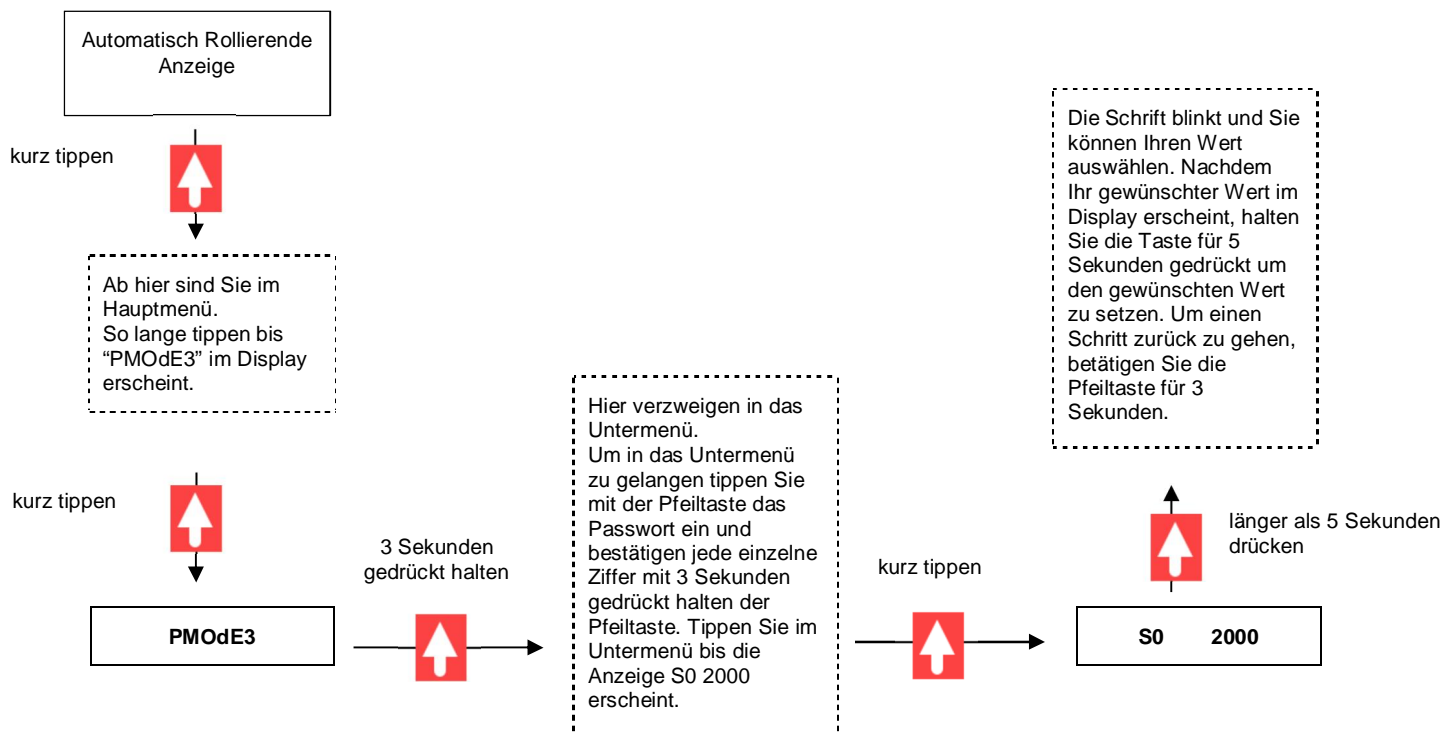 Automatisch Rollierende
Anzeige
kurz tippen
Ab hier sind Sie im
Hauptmenü.
So lange tippen bis
“PMOdE3” im Display
erscheint.
kurz tippen
PMOdE3
3 Sekunden
gedrückt halten
Hier verzweigen in das
Untermenü.
Um in das Untermenü
zu gelangen tippen Sie
mit der Pfeiltaste das
Passwort ein und
bestätigen jede einzelne
Ziffer mit 3 Sekunden
gedrückt halten der
Pfeiltaste. Tippen Sie im
Untermenü bis die
Anzeige S0 2000
erscheint.
kurz tippen
S0 2000
länger als 5 Sekunden
drücken
Die Schrift blinkt und Sie
können Ihren Wert
auswählen. Nachdem
Ihr gewünschter Wert im
Display erscheint, halten
Sie die Taste für 5
Sekunden gedrückt um
den gewünschten Wert
zu setzen. Um einen
Schritt zurück zu gehen,
betätigen Sie die
Pfeiltaste für 3
Sekunden.